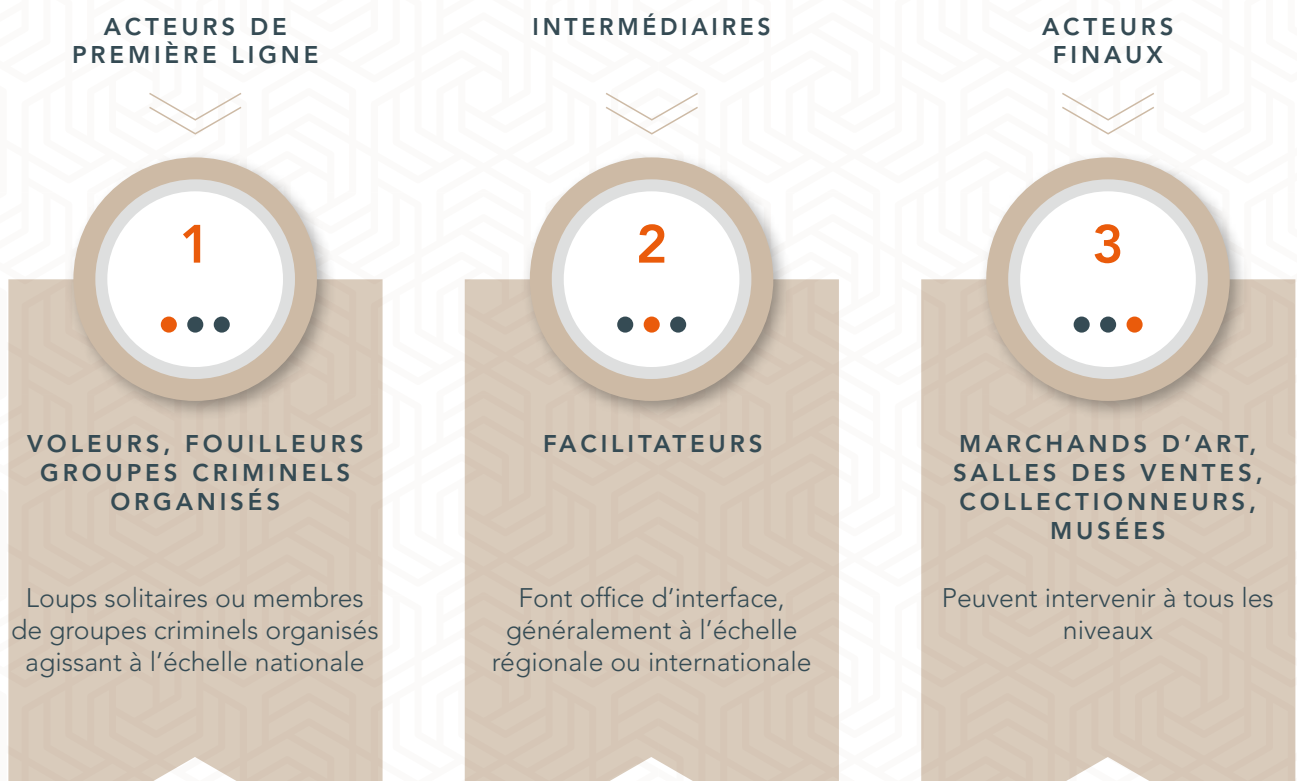 ACTEURS DE
PREMIÈRE LIGNE
1
VOLEURS, FOUILLEURS
GROUPES CRIMINELS
ORGANISÉS
Loups solitaires ou membres
de groupes criminels organisés
agissant à l’échelle nationale
INTERMÉDIAIRES
2
FACILITATEURS
Font office d’interface,
généralement à l’échelle
régionale ou internationale
ACTEURS
FINAUX
3
MARCHANDS D’ART,
SALLES DES VENTES,
COLLECTIONNEURS,
MUSÉES
Peuvent intervenir à tous les
niveaux